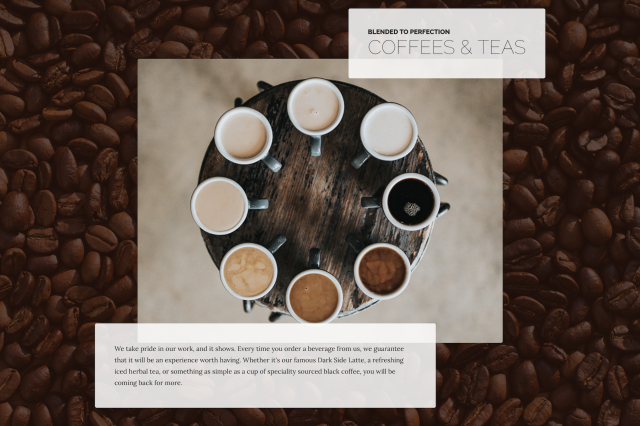 BLENDED TO PERFECTION
COFFEES & TEAS
We take pride in our work, and it shows. Every time you order a beverage from us, we guarantee
that it will be an experience worth having. Whether it's our famous Dark Side Latte, a refreshing
iced herbal tea, or something as simple as a cup of speciality sourced black coffee, you will be
coming back for more.